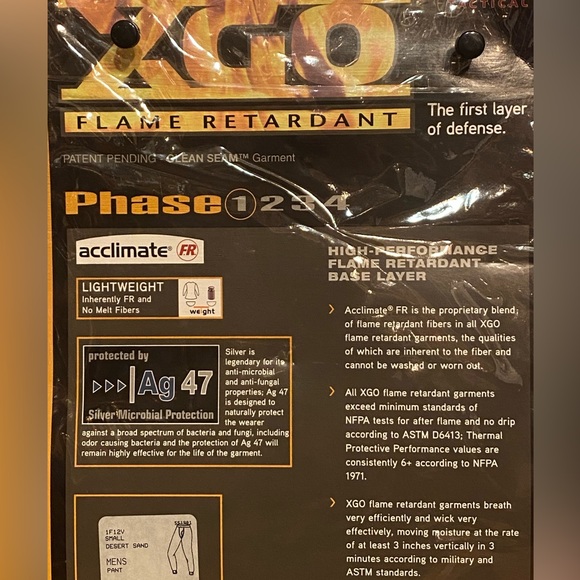 TACTICAL
XGO
FLAME RETARDANT
The first layer
of defense.
PATENT PENDING CLEAN SEAM™ Garment
Phase 1 2 3 4
acclimate® FR
LIGHTWEIGHT
Inherently FR and
No Melt Fibers
weight
protected by
Ag 47
Silver Microbial Protection
Silver is
legendary for its
anti-microbial
and anti-fungal
properties; Ag 47
is designed to
naturally protect
the wearer
against a broad spectrum of bacteria and fungi, including
odor causing bacteria and the protection of Ag 47 will
remain highly effective for the life of the garment.
1F12V
SMALL
DESERT SAND
MENS
PANT
HIGH-PERFORMANCE
FLAME RETARDANT
BASE LAYER
Acclimate® FR is the proprietary blend
of flame retardant fibers in all XGO
flame retardant garments, the qualities
of which are inherent to the fiber and
cannot be washed or worn out.
All XGO flame retardant garments
exceed minimum standards of
NFPA tests for after flame and no drip
according to ASTM D6413; Thermal
Protective Performance values are
consistently 6+ according to NFPA
1971.
XGO flame retardant garments breath
very efficiently and wick very
effectively, moving moisture at the rate
of at least 3 inches vertically in 3
minutes according to military and
ASTM standards.